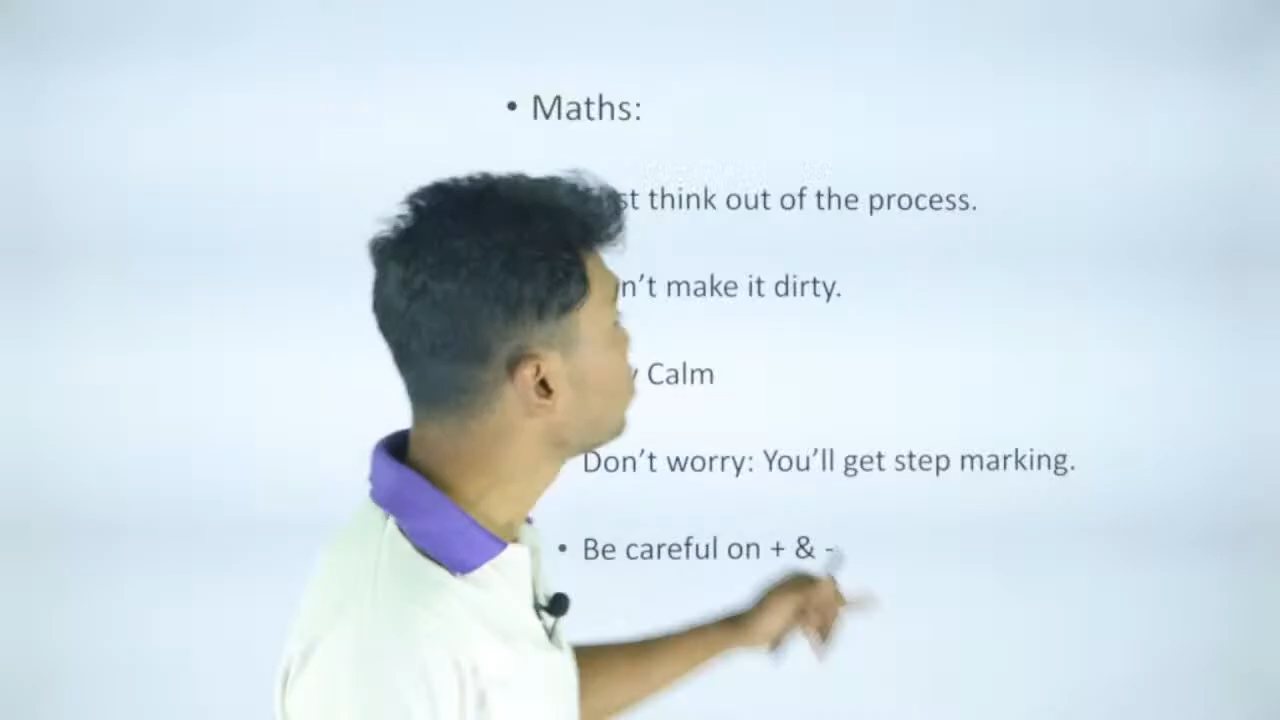 • Maths:
think out of the process.
make it dirty.
Calm
Don't worry: You'll get step marking.
• Be careful on + & -